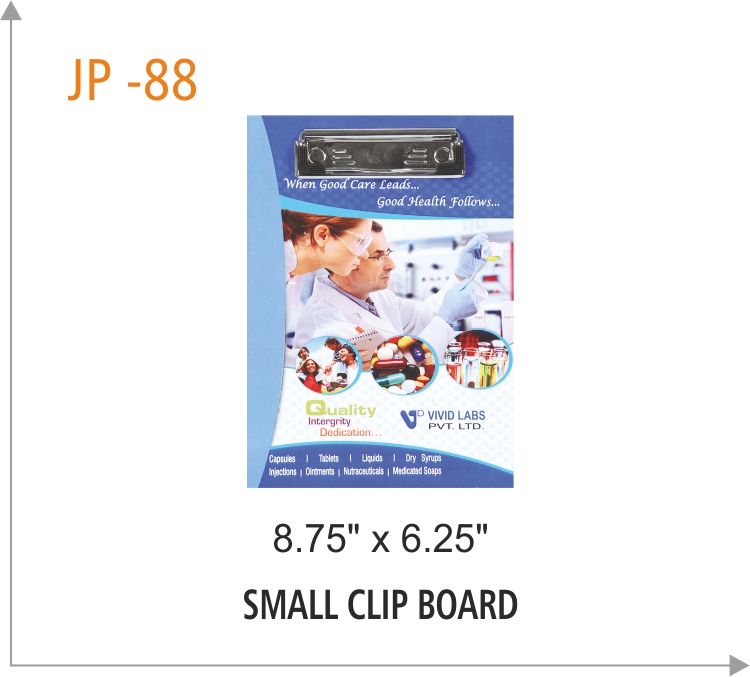 JP -88
When Good Care Leads...
Good Health Follows...
Quality
Intergrity
Dedication...
VD VIVID LABS
PVT. LTD.
Capsules | Tablets | Liquids | Dry Syrups
Injections | Ointments | Nutraceuticals | Medicated Soaps
8.75" x 6.25"
SMALL CLIP BOARD